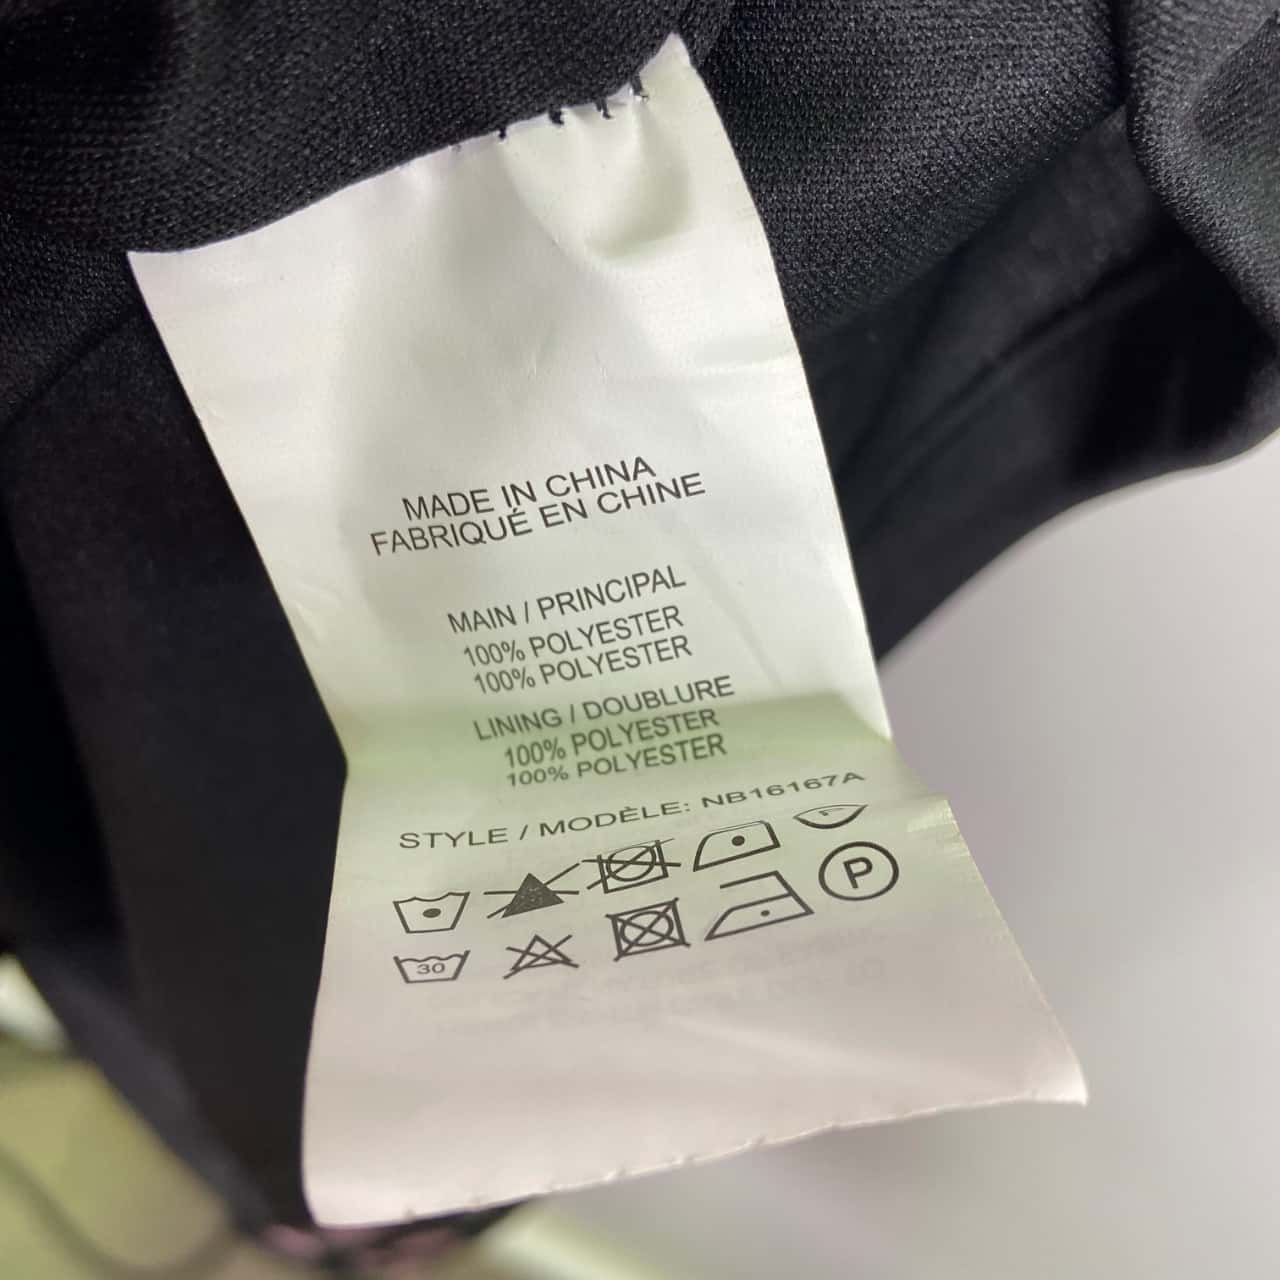 MADE IN CHINA
FABRIQUÉ EN CHINE
MAIN / PRINCIPAL
100% POLYESTER
100% POLYESTER
LINING / DOUBLURE
100% POLYESTER
100% POLYESTER
STYLE / MODÈLE: NB16167A
P
30